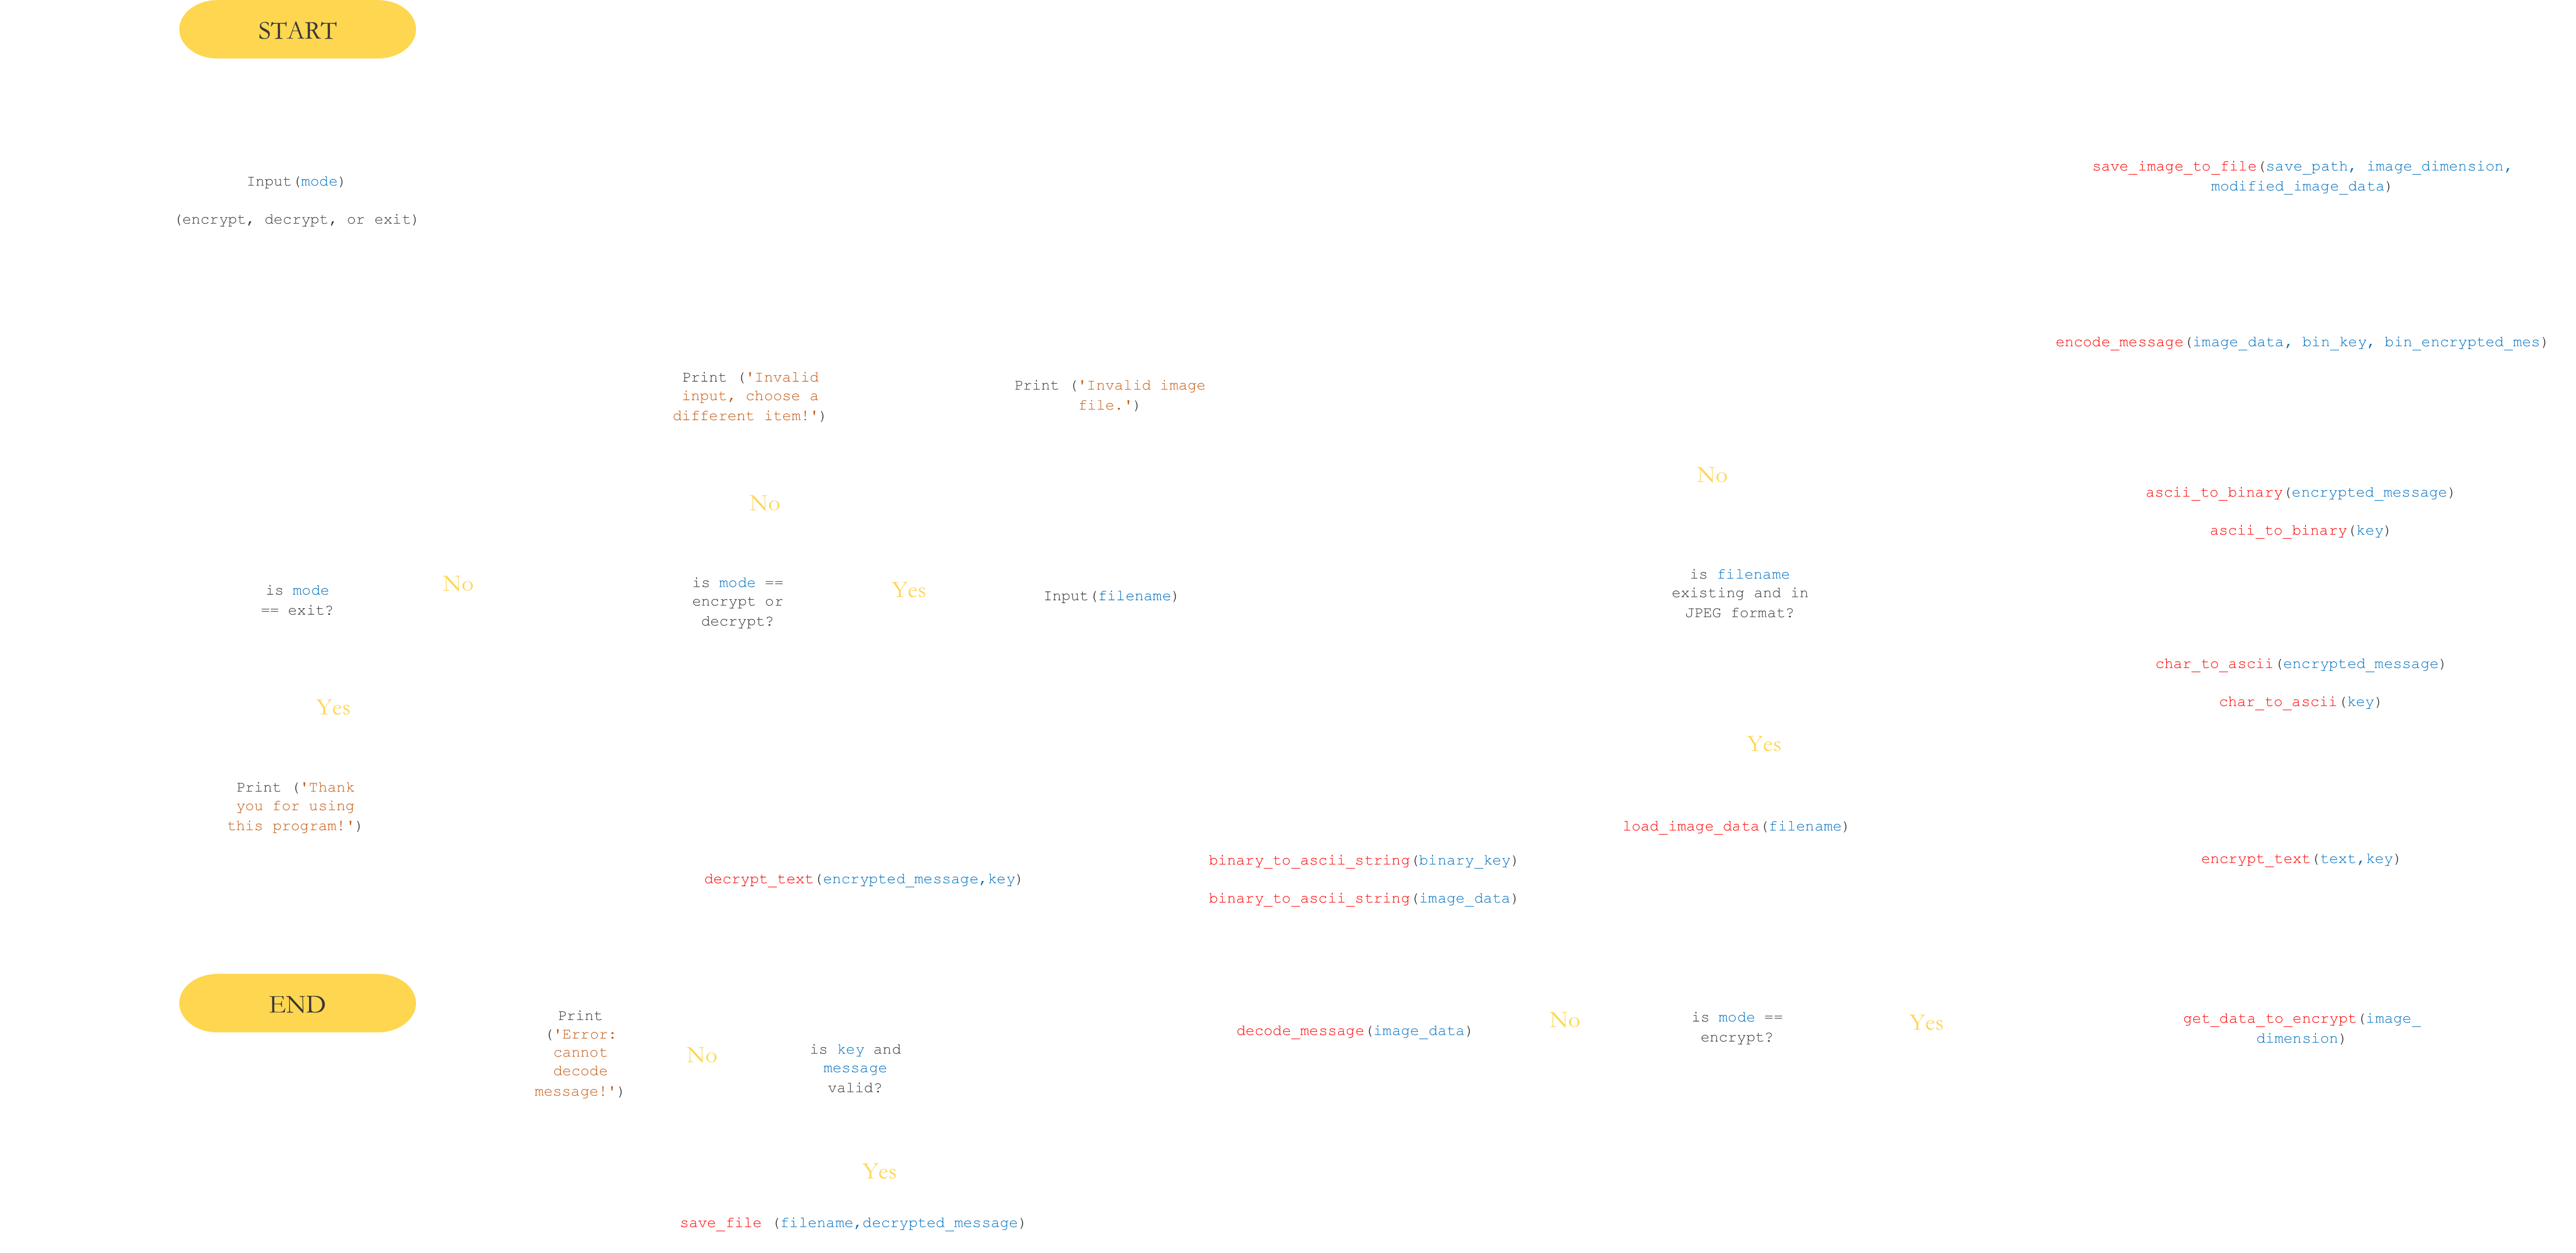 START
Input(mode)
(encrypt, decrypt, or exit)
is mode
== exit?
No
Yes
Print ('Thank
you for using
this program!')
END
Print ('Invalid
input, choose a
different item!')
No
is mode ==
encrypt or
decrypt?
Yes
Print ('Invalid image
file.')
Input(filename)
No
is filename
existing and in
JPEG format?
Yes
load_image_data(filename)
is mode ==
encrypt?
Yes
No
get_data_to_encrypt(image_
dimension)
encrypt_text(text,key)
char_to_ascii(encrypted_message)
char_to_ascii(key)
ascii_to_binary(encrypted_message)
ascii_to_binary(key)
encode_message(image_data, bin_key, bin_encrypted_mes)
save_image_to_file(save_path, image_dimension,
modified_image_data)
decode_message(image_data)
binary_to_ascii_string(binary_key)
binary_to_ascii_string(image_data)
decrypt_text(encrypted_message,key)
is key and
message
valid?
No
Print
('Error:
cannot
decode
message!')
Yes
save_file (filename,decrypted_message)